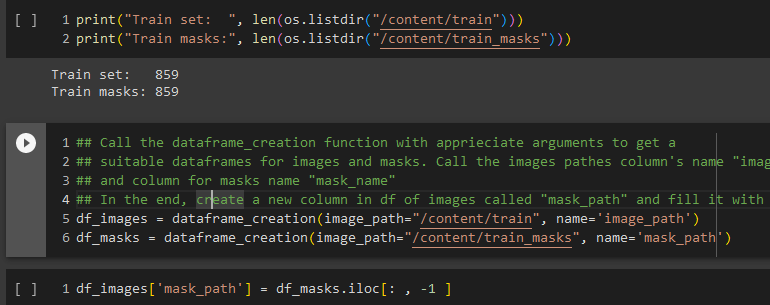 [ ] 1 print("Train set:  ", len(os.listdir("/content/train")))
2 print("Train masks:", len(os.listdir("/content/train_masks")))
Train set:   859
Train masks: 859
1 ## Call the dataframe_creation function with apprieciate arguments to get a
2 ## suitable dataframes for images and masks. Call the images pathes column's name "imag
3 ## and column for masks name "mask_name"
4 ## In the end, create a new column in df of images called "mask_path" and fill it with
5 df_images = dataframe_creation(image_path="/content/train", name='image_path')
6 df_masks = dataframe_creation(image_path="/content/train_masks", name='mask_path')
[ ] 1 df_images['mask_path'] = df_masks.iloc[: , -1 ]